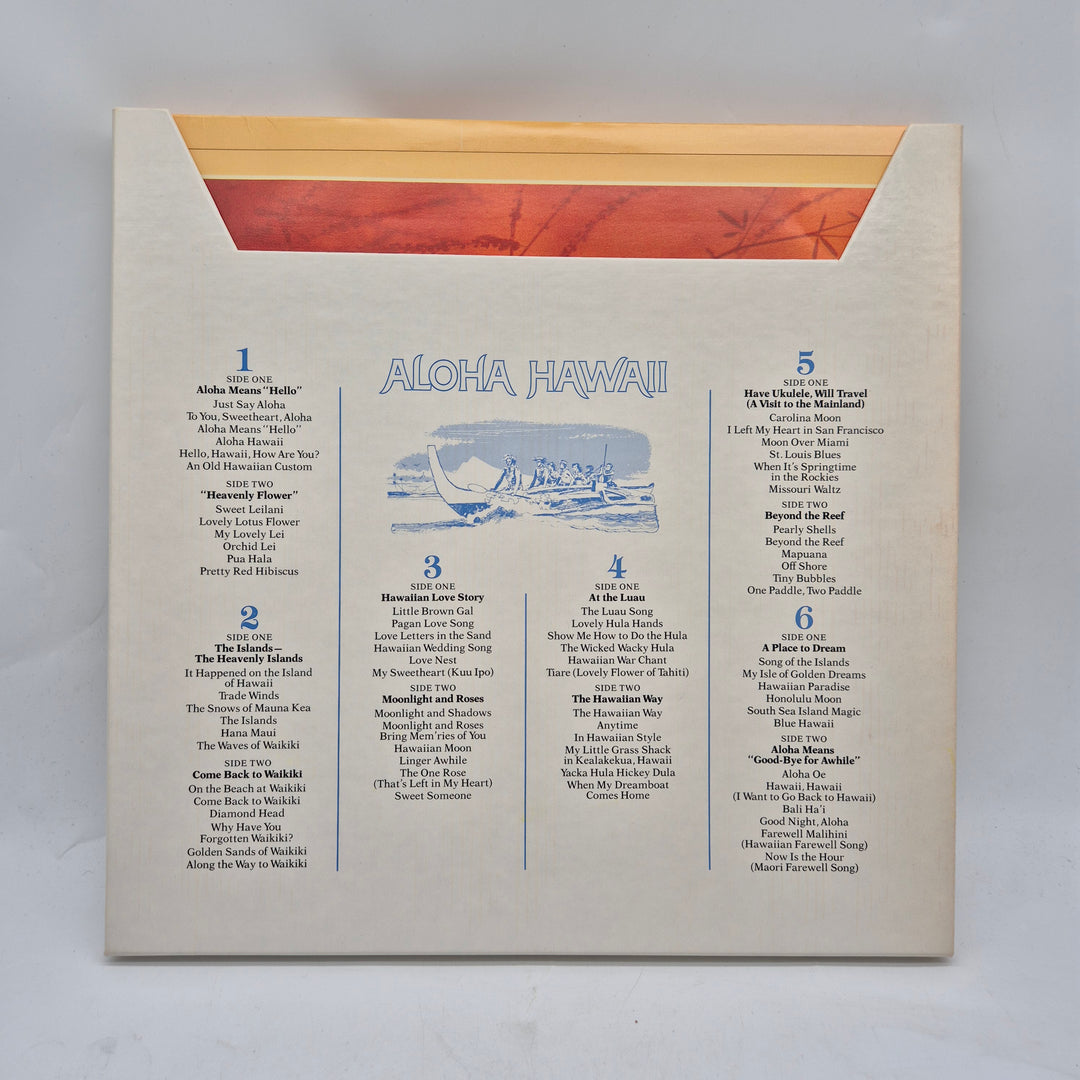 ALOHA HAWAII
1
SIDE ONE
Aloha Means "Hello"
Just Say Aloha
To You, Sweetheart, Aloha
Aloha Means "Hello"
Aloha Hawaii
Hello, Hawaii, How Are You?
An Old Hawaiian Custom
SIDE TWO
"Heavenly Flower"
Sweet Leilani
Lovely Lotus Flower
My Lovely Lei
Orchid Lei
Pua Hala
Pretty Red Hibiscus
2
SIDE ONE
The Islands—
The Heavenly Islands
It Happened on the Island
of Hawaii
Trade Winds
The Snows of Mauna Kea
The Islands
Hana Maui
The Waves of Waikiki
SIDE TWO
Come Back to Waikiki
On the Beach at Waikiki
Come Back to Waikiki
Diamond Head
Why Have You
Forgotten Waikiki?
Golden Sands of Waikiki
Along the Way to Waikiki
3
SIDE ONE
Hawaiian Love Story
Little Brown Gal
Pagan Love Song
Love Letters in the Sand
Hawaiian Wedding Song
Love Nest
My Sweetheart (Kuu Ipo)
SIDE TWO
Moonlight and Roses
Moonlight and Shadows
Moonlight and Roses
Bring Mem'ries of You
Hawaiian Moon
Linger Awhile
The One Rose
(That's Left in My Heart)
Sweet Someone
4
SIDE ONE
At the Luau
The Luau Song
Lovely Hula Hands
Show Me How to Do the Hula
The Wicked Wacky Hula
Hawaiian War Chant
Tiare (Lovely Flower of Tahiti)
SIDE TWO
The Hawaiian Way
The Hawaiian Way
Anytime
In Hawaiian Style
My Little Grass Shack
in Kealakekua, Hawaii
Yacka Hula Hickey Dula
When My Dreamboat
Comes Home
5
SIDE ONE
Have Ukulele, Will Travel
(A Visit to the Mainland)
Carolina Moon
I Left My Heart in San Francisco
Moon Over Miami
St. Louis Blues
When It's Springtime
in the Rockies
Missouri Waltz
SIDE TWO
Beyond the Reef
Pearly Shells
Beyond the Reef
Mapuana
Off Shore
Tiny Bubbles
One Paddle, Two Paddle
6
SIDE ONE
A Place to Dream
Song of the Islands
My Isle of Golden Dreams
Hawaiian Paradise
Honolulu Moon
South Sea Island Magic
Blue Hawaii
SIDE TWO
Aloha Means
"Good-Bye for Awhile"
Aloha Oe
Hawaii, Hawaii
(I Want to Go Back to Hawaii)
Bali Ha'i
Good Night, Aloha
Farewell Malihini
(Hawaiian Farewell Song)
Now Is the Hour
(Maori Farewell Song)